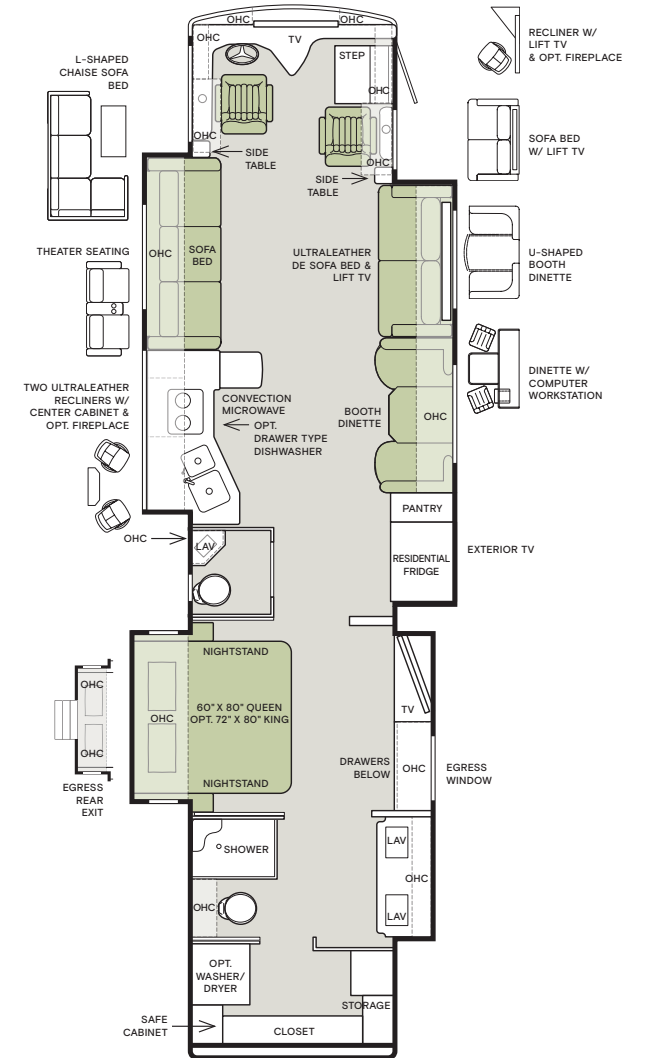 OHC
OHC
OHC
TV
STEP
OHC
OHC
OHC
SIDE
TABLE
SIDE
TABLE
RECLINER W/
LIFT TV
& OPT. FIREPLACE
L-SHAPED
CHAISE SOFA
BED
SOFA BED
W/ LIFT TV
THEATER SEATING
OHC
SOFA
BED
ULTRALEATHER
DE SOFA BED &
LIFT TV
U-SHAPED
BOOTH
DINETTE
TWO ULTRALEATHER
RECLINERS W/
CENTER CABINET &
OPT. FIREPLACE
CONVECTION
MICROWAVE
OPT.
DRAWER TYPE
DISHWASHER
BOOTH
DINETTE
OHC
DINETTE W/
COMPUTER
WORKSTATION
PANTRY
OHC
LAV
RESIDENTIAL
FRIDGE
EXTERIOR TV
NIGHTSTAND
OHC
60" X 80" QUEEN
OPT. 72" X 80" KING
NIGHTSTAND
OHC
OHC
EGRESS
REAR
EXIT
TV
DRAWERS
BELOW
OHC
EGRESS
WINDOW
SHOWER
LAV
OHC
LAV
OHC
OPT.
WASHER/
DRYER
STORAGE
SAFE
CABINET
CLOSET